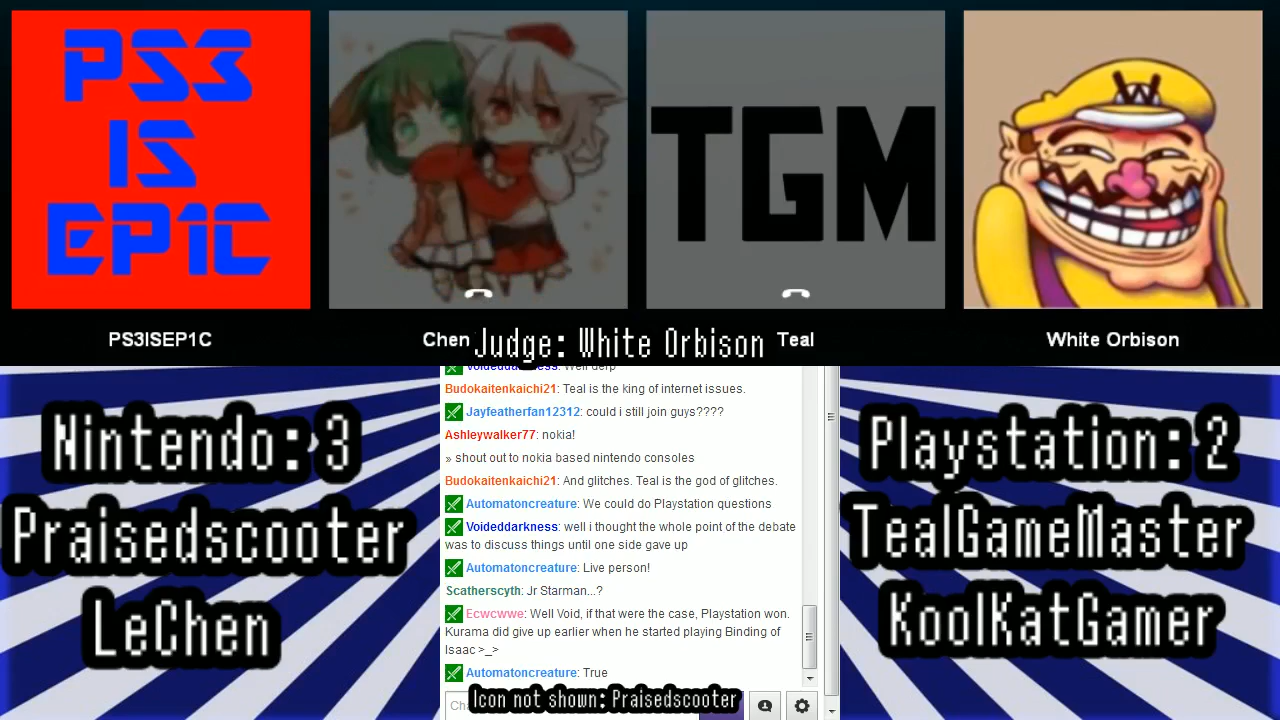 PS3
IS
EP1C
TGM
W
PS3ISEP1C
Chen
Judge: White Orbison
Teal
White Orbison
Nintendo: 3
Praisedscooter
LeChen
Voideddarkness: Well derp
Budokaitenkaichi21: Teal is the king of internet issues.
Jayfeatherfan12312: could i still join guys????
Ashleywalker77: nokia!
» shout out to nokia based nintendo consoles
Budokaitenkaichi21: And glitches. Teal is the god of glitches.
Automatoncreature: We could do Playstation questions
Voideddarkness: well i thought the whole point of the debate
was to discuss things until one side gave up
Automatoncreature: Live person!
Scatherscyth: Jr Starman...?
Ecwcwwe: Well Void, if that were the case, Playstation won.
Kurama did give up earlier when he started playing Binding of
Isaac >_>
Automatoncreature: True
Icon not shown: Praisedscooter
Playstation: 2
TealGameMaster
KoolKatGamer